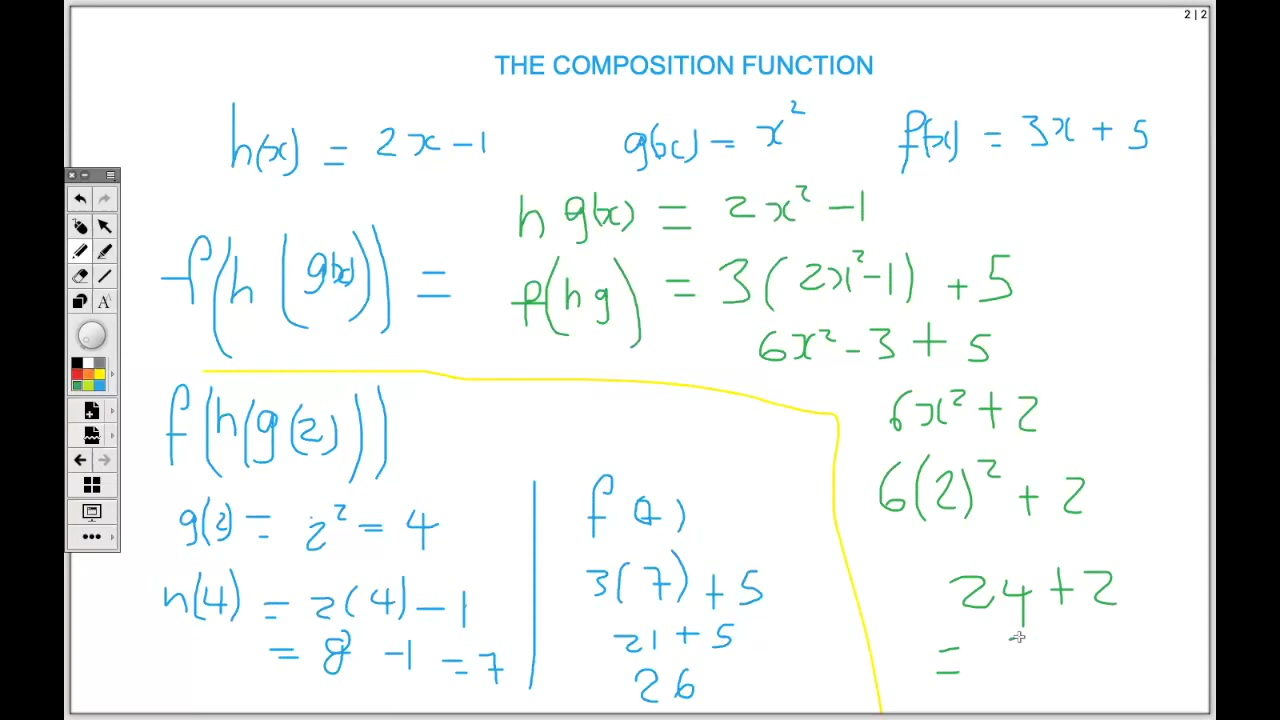 2 | 2
THE COMPOSITION FUNCTION
h(x) = 2x - 1
g(x) = x²
f(x) = 3x + 5
h g(x) = 2x² - 1
f(h(g(x))) =
f(h g) = 3(2x² - 1) + 5
6x² - 3 + 5
6x² + 2
6(2)² + 2
24 + 2
=
f(h(g(2)))
g(2) = 2² = 4
h(4) = 2(4) - 1
= 8 - 1 = 7
f(7)
3(7) + 5
21 + 5
26